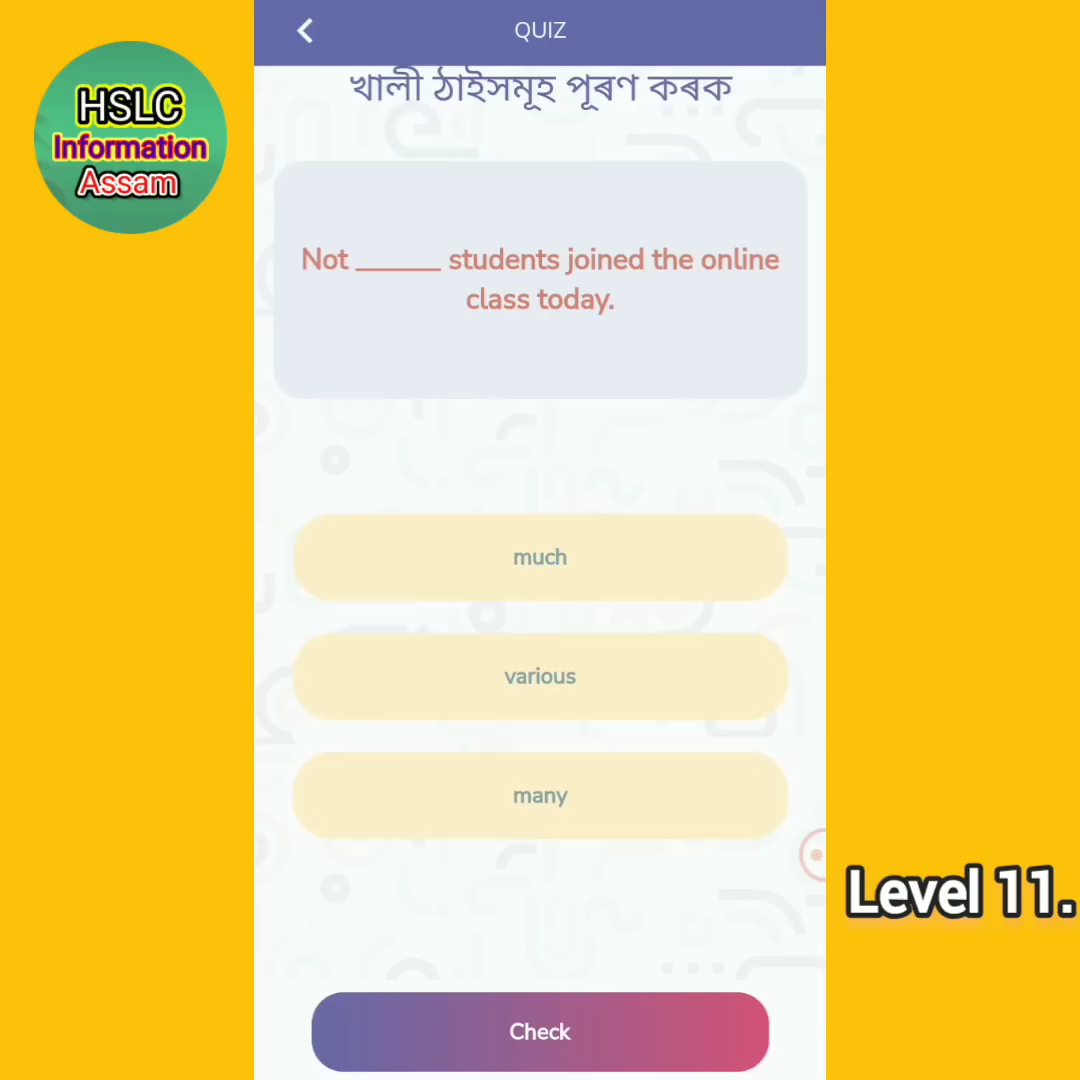 QUIZ
HSLC
Information
Assam
খালী ঠাইসমূহ পূৰণ কৰক
Not ______ students joined the online
class today.
much
various
many
Level 11.
Check